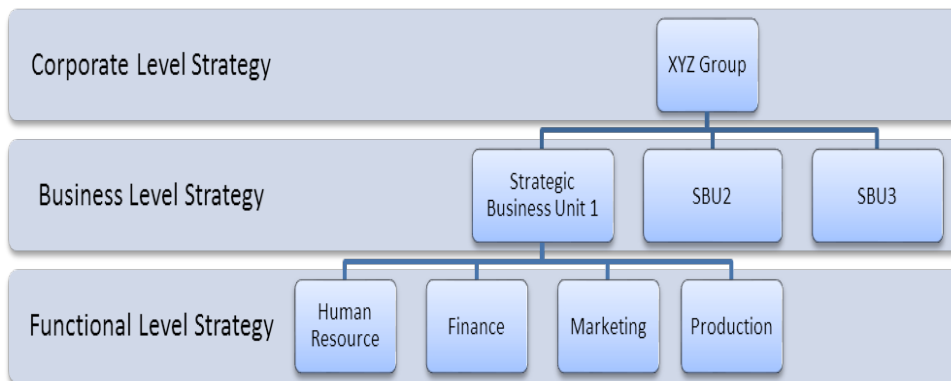 Corporate Level Strategy
XYZ Group
Business Level Strategy
Strategic
Business Unit 1
SBU2
SBU3
Functional Level Strategy
Human
Resource
Finance
Marketing
Production